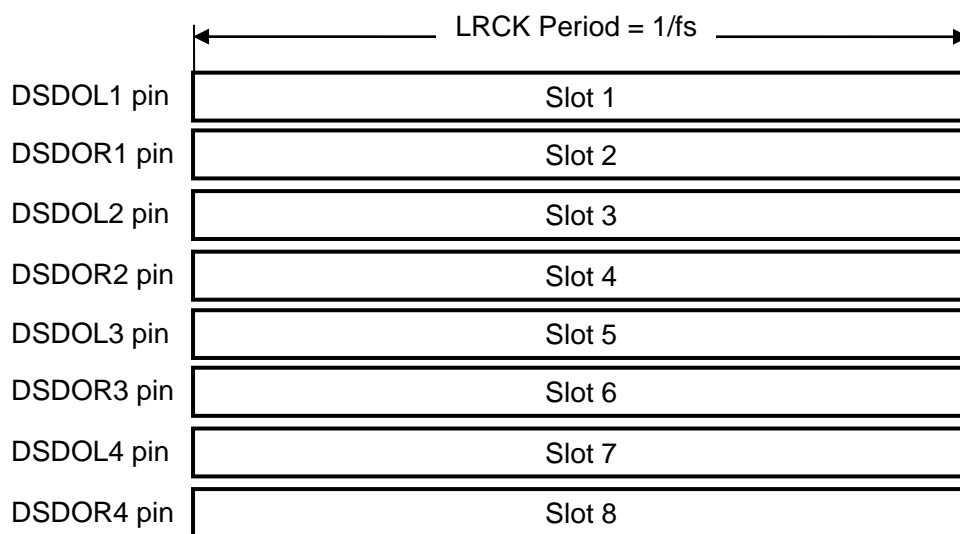 LRCK Period = 1/fs
DSDOL1 pin Slot 1
DSDOR1 pin Slot 2
DSDOL2 pin Slot 3
DSDOR2 pin Slot 4
DSDOL3 pin Slot 5
DSDOR3 pin Slot 6
DSDOL4 pin Slot 7
DSDOR4 pin Slot 8